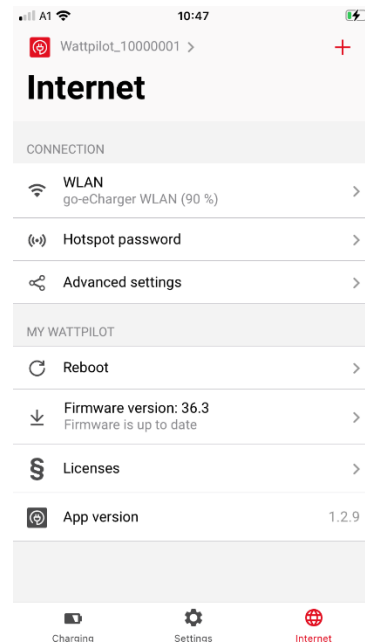 A1 10:47
Wattpilot_10000001 >
Internet
CONNECTION
WLAN
go-eCharger WLAN (90 %)
Hotspot password
Advanced settings
MY WATTPILOT
Reboot
Firmware version: 36.3
Firmware is up to date
§ Licenses
App version 1.2.9
Charging Settings Internet